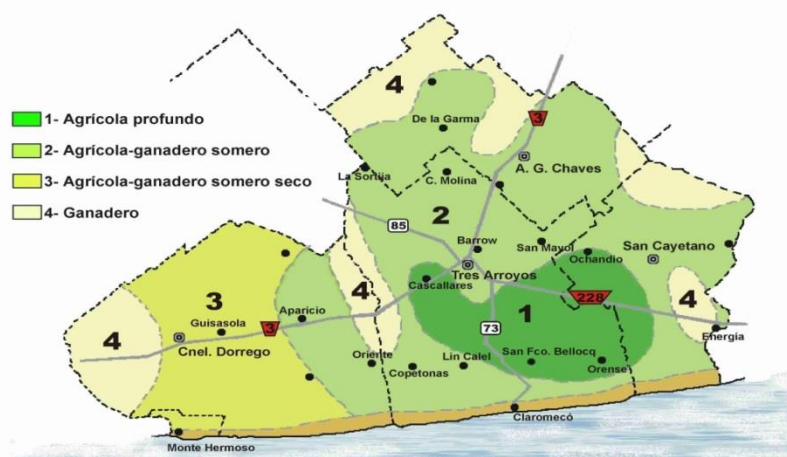 1- Agrícola profundo
2- Agrícola-ganadero somero
3- Agrícola-ganadero somero seco
4- Ganadero
4
De la Garma
3
A. G. Chaves
La Sortija
C. Molina
2
85
Barrow
San Mayol
Ochandio
San Cayetano
Tres Arroyos
Cascallares
4
1
228
4
Energía
3
4
Guisasola
3
Aparicio
Cnel. Dorrego
73
Oriente
Copetonas
Lin Calel
San Fco. Bellocq
Orense
Claromecó
Monte Hermoso